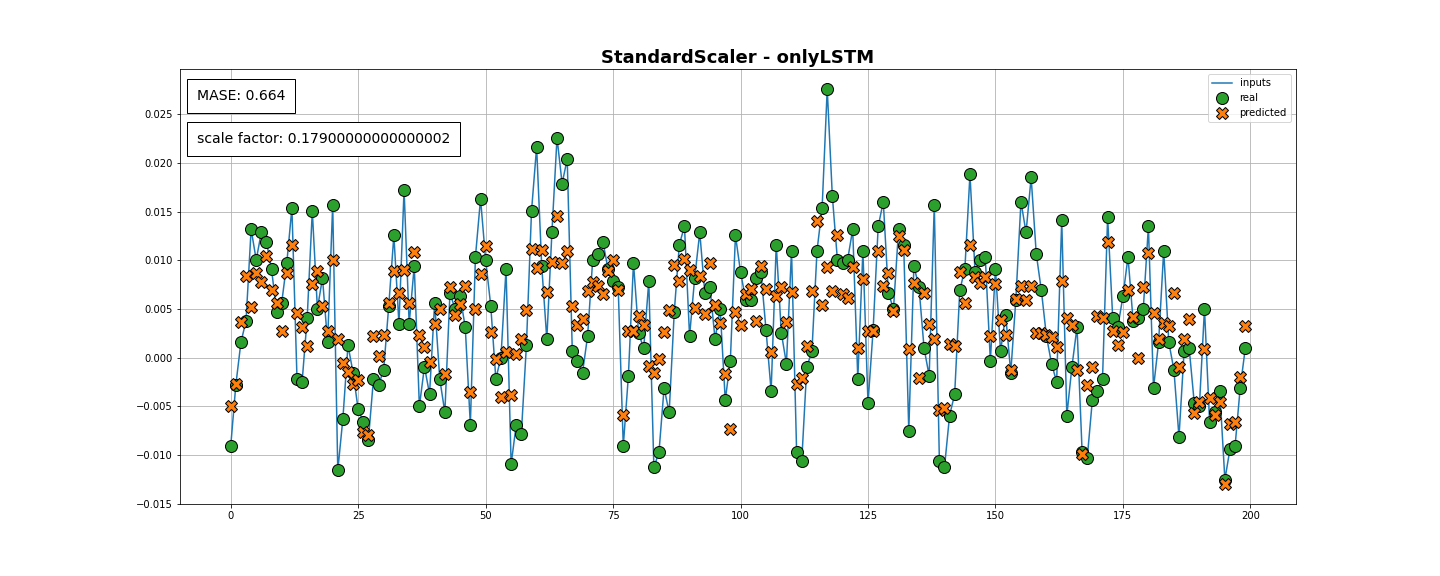 StandardScaler - onlyLSTM
MASE: 0.664
scale factor: 0.17900000000000002
inputs
real
predicted
0.025
0.020
0.015
0.010
0.005
0.000
−0.005
−0.010
−0.015
0 25 50 75 100 125 150 175 200